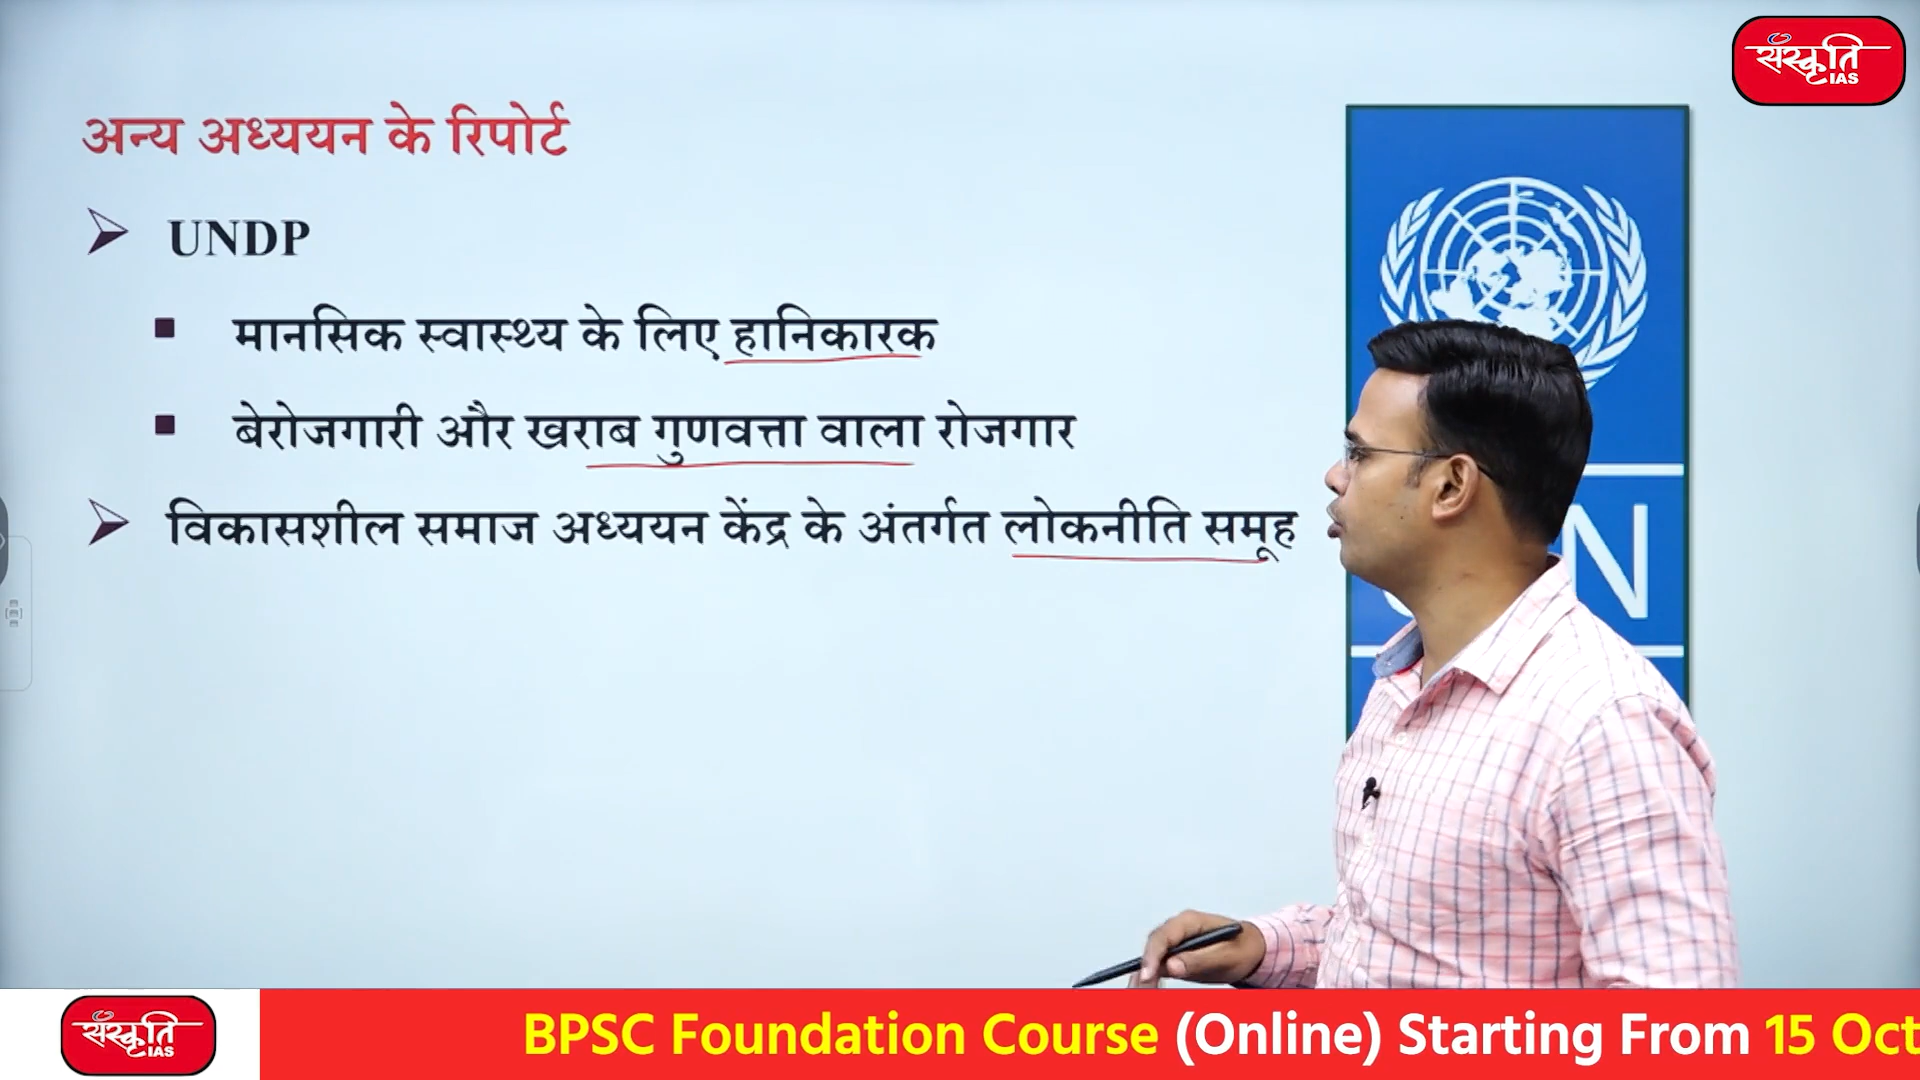 संस्कृति
IAS
अन्य अध्ययन के रिपोर्ट
UNDP
मानसिक स्वास्थ्य के लिए हानिकारक
बेरोजगारी और खराब गुणवत्ता वाला रोजगार
विकासशील समाज अध्ययन केंद्र के अंतर्गत लोकनीति समूह
N
संस्कृति
IAS
BPSC Foundation Course (Online) Starting From 15 Oct